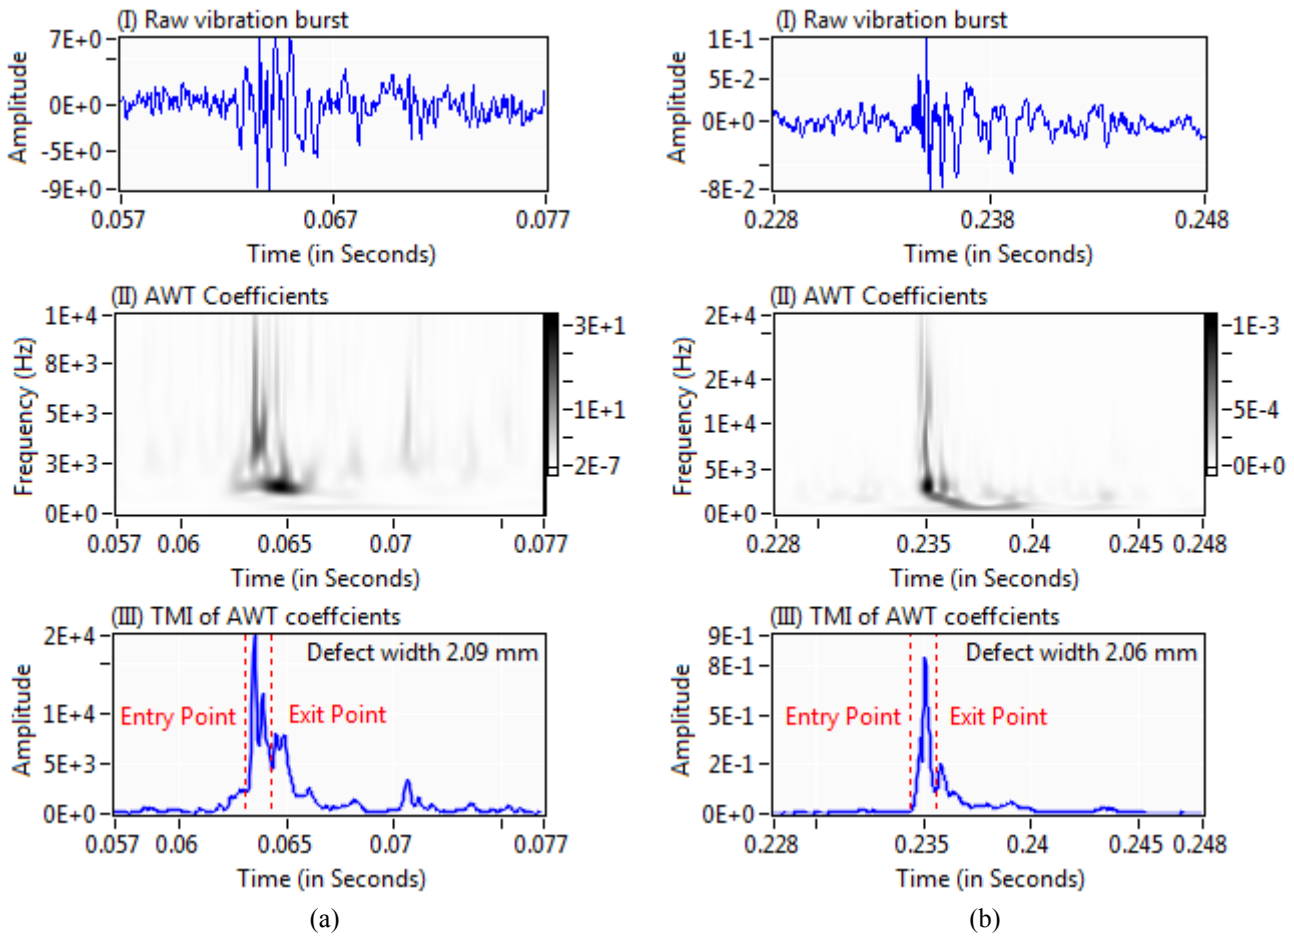 (I) Raw vibration burst
7E+0
0E+0
-5E+0
-9E+0
Amplitude
0.057 0.067 0.077
Time (in Seconds)
(II) AWT Coefficients
1E+4
8E+3
5E+3
3E+3
0E+0
Frequency (Hz)
-3E+1
-1E+1
-2E-7
0.057 0.06 0.065 0.07 0.077
Time (in Seconds)
(III) TMI of AWT coeffcients
2E+4
1E+4
5E+3
0E+0
Amplitude
Defect width 2.09 mm
Entry Point Exit Point
0.057 0.06 0.065 0.07 0.077
Time (in Seconds)
(a)
(I) Raw vibration burst
1E-1
5E-2
0E+0
-8E-2
Amplitude
0.228 0.238 0.248
Time (in Seconds)
(II) AWT Coefficients
2E+4
2E+4
1E+4
5E+3
0E+0
Frequency (Hz)
-1E-3
-5E-4
-0E+0
0.228 0.235 0.24 0.245 0.248
Time (in Seconds)
(III) TMI of AWT coeffcients
9E-1
8E-1
5E-1
2E-1
0E+0
Amplitude
Defect width 2.06 mm
Entry Point Exit Point
0.228 0.235 0.24 0.245 0.248
Time (in Seconds)
(b)